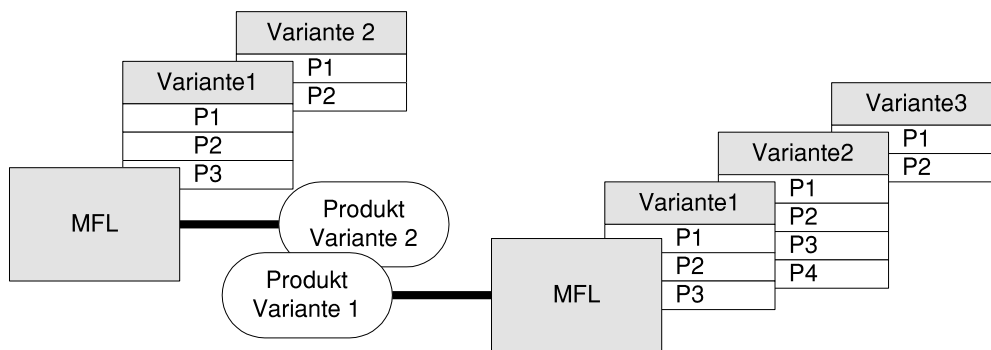 Variante 2
P1
P2
Variante1
P1
P2
P3
MFL
Produkt
Variante 2
Produkt
Variante 1
Variante3
P1
P2
Variante2
P1
P2
P3
P4
Variante1
P1
P2
P3
MFL